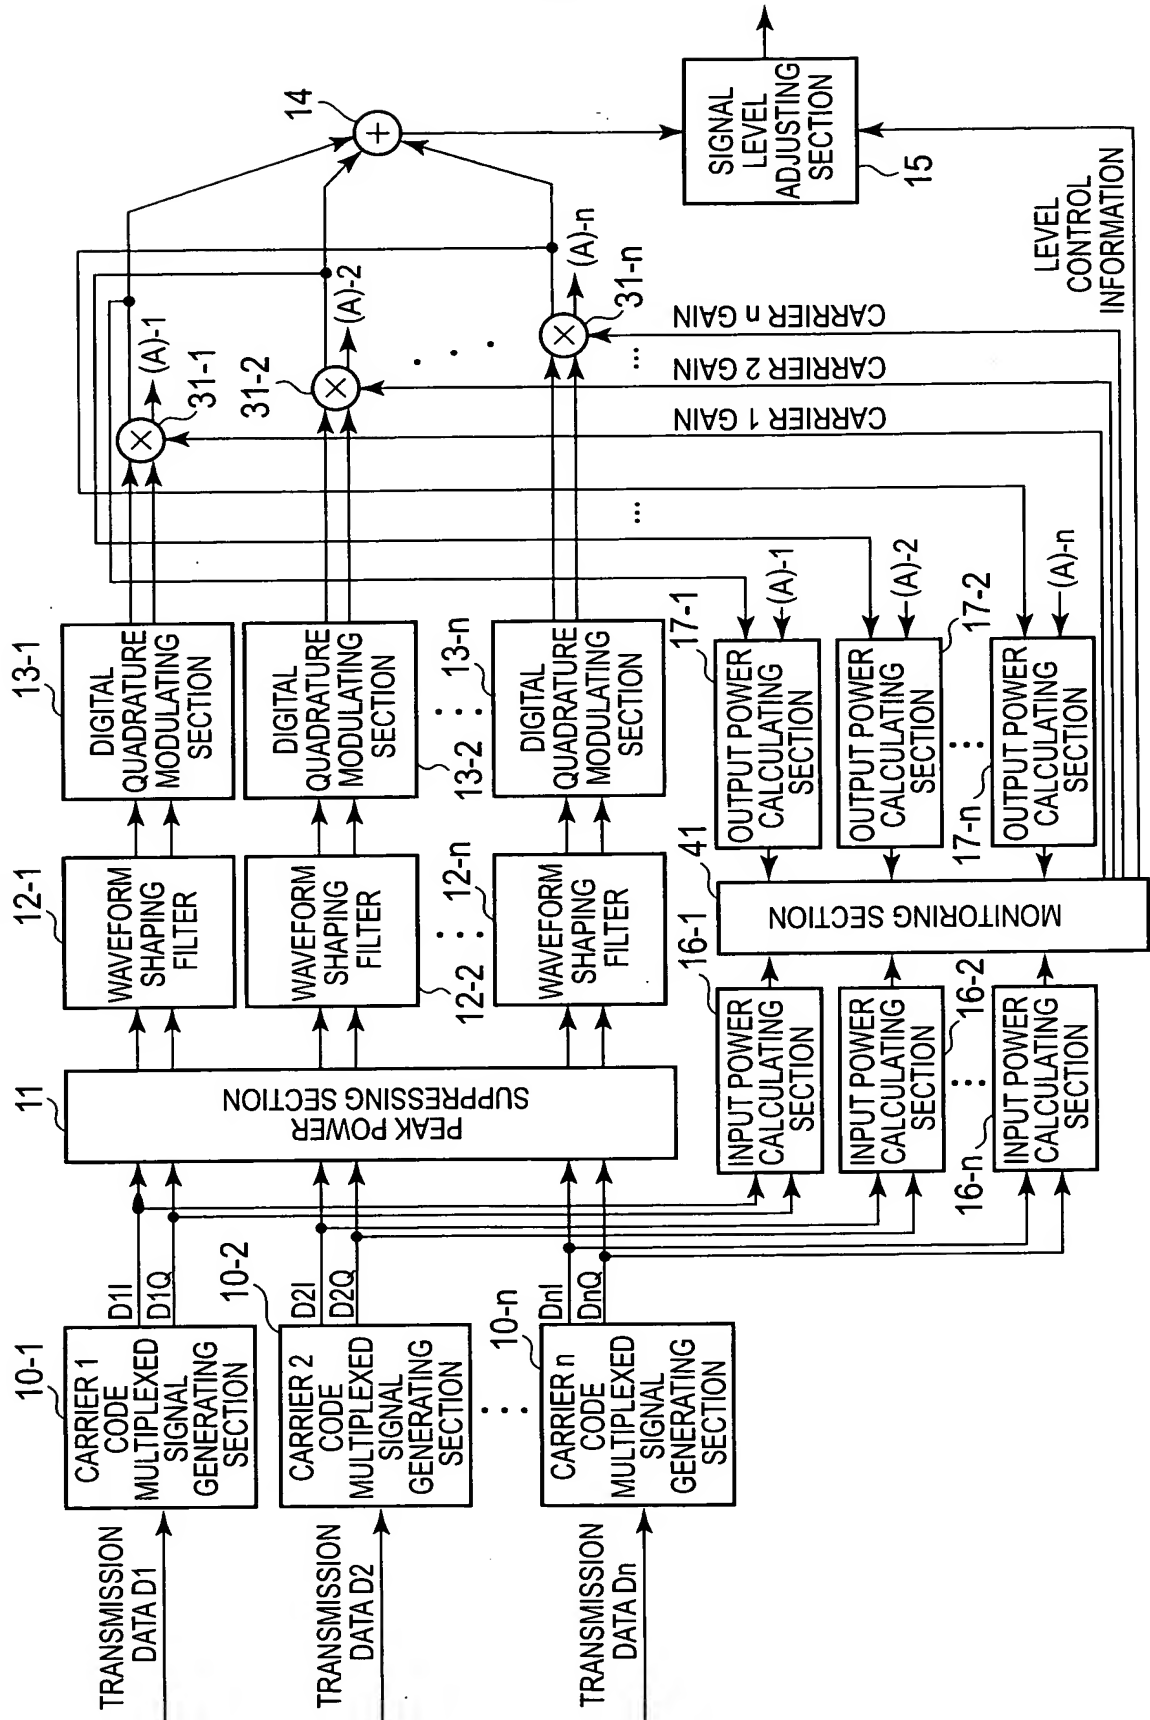 TRANSMISSION
DATA D1
TRANSMISSION
DATA D2
TRANSMISSION
DATA Dn
10-1
CARRIER 1
CODE
MULTIPLEXED
SIGNAL
GENERATING
SECTION
D1I
D1Q
10-2
CARRIER 2
CODE
MULTIPLEXED
SIGNAL
GENERATING
SECTION
D2I
D2Q
10-n
CARRIER n
CODE
MULTIPLEXED
SIGNAL
GENERATING
SECTION
DnI
DnQ
11
PEAK POWER
SUPPRESSING SECTION
12-1
WAVEFORM
SHAPING
FILTER
WAVEFORM
SHAPING
FILTER
12-2
12-n
WAVEFORM
SHAPING
FILTER
13-1
DIGITAL
QUADRATURE
MODULATING
SECTION
DIGITAL
QUADRATURE
MODULATING
SECTION
13-2
13-n
DIGITAL
QUADRATURE
MODULATING
SECTION
(A)-1
31-1
31-2
(A)-2
(A)-n
31-n
14
+
×
×
×
CARRIER 1 GAIN
CARRIER 2 GAIN
CARRIER n GAIN
SIGNAL
LEVEL
ADJUSTING
SECTION
15
LEVEL
CONTROL
INFORMATION
16-1
INPUT POWER
CALCULATING
SECTION
INPUT POWER
CALCULATING
SECTION
16-2
16-n
INPUT POWER
CALCULATING
SECTION
41
MONITORING SECTION
17-1
OUTPUT POWER
CALCULATING
SECTION
(A)-1
OUTPUT POWER
CALCULATING
SECTION
(A)-2
17-2
17-n
OUTPUT POWER
CALCULATING
SECTION
(A)-n